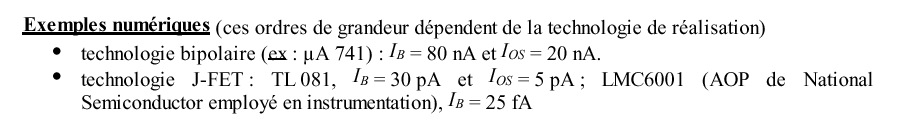 Exemples numériques (ces ordres de grandeur dépendent de la technologie de réalisation)
• technologie bipolaire (ex : µA 741) : IB = 80 nA et IOS = 20 nA.
• technologie J-FET : TL 081, IB = 30 pA et IOS = 5 pA ; LMC6001 (AOP de National
Semiconductor employé en instrumentation), IB = 25 fA